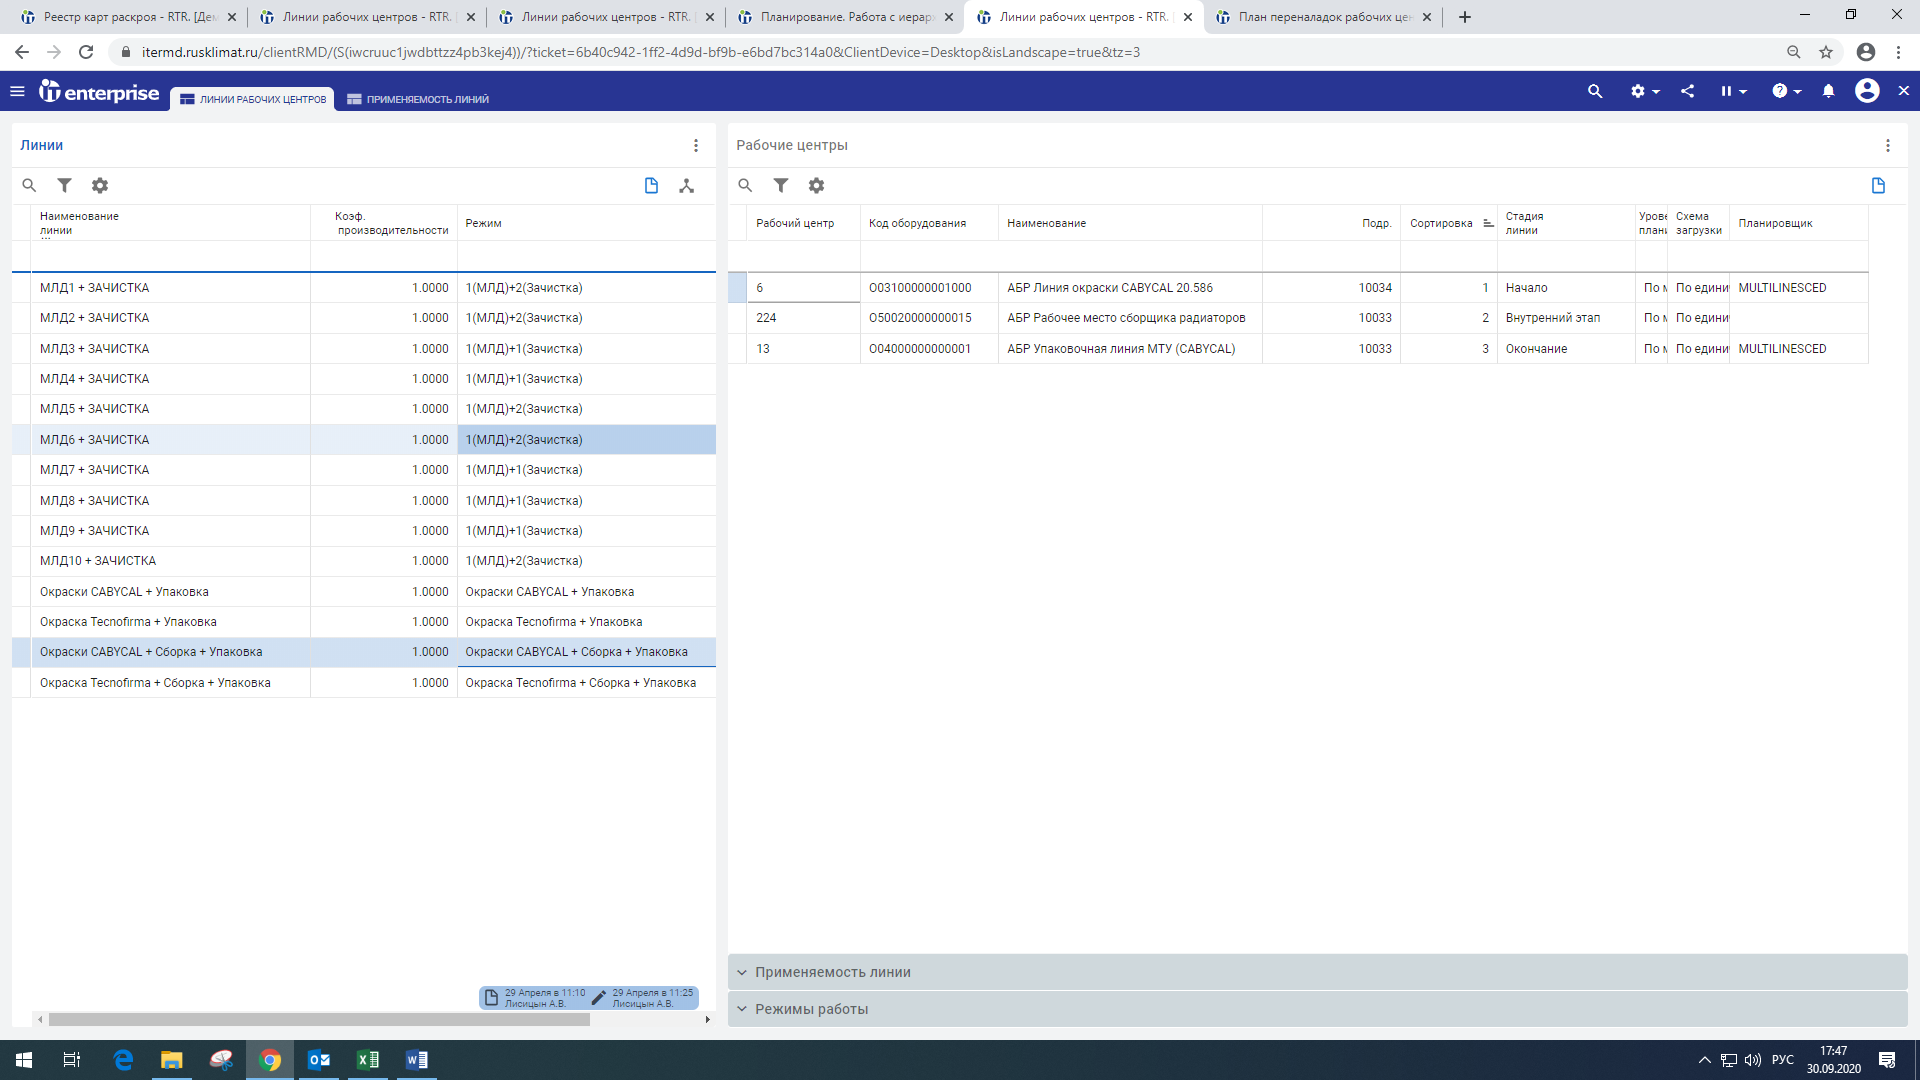 Реестр карт раскроя - RTR. [Дем
Линии рабочих центров - RTR.
Линии рабочих центров - RTR.
Планирование. Работа с иерар
Линии рабочих центров - RTR.
План переналадок рабочих цен
itermd.rusklimat.ru/clientRMD/(S(iwcruuc1jwdbttzz4pb3kej4))/?ticket=6b40c942-1ff2-4d9d-bf9b-e6bd7bc314a0&ClientDevice=Desktop&isLandscape=true&tz=3
it enterprise
ЛИНИИ РАБОЧИХ ЦЕНТРОВ
ПРИМЕНЯЕМОСТЬ ЛИНИЙ
Линии
Наименование линии ... Коэф. производительности Режим
МЛД1 + ЗАЧИСТКА 1.0000 1(МЛД)+2(Зачистка)
МЛД2 + ЗАЧИСТКА 1.0000 1(МЛД)+2(Зачистка)
МЛД3 + ЗАЧИСТКА 1.0000 1(МЛД)+1(Зачистка)
МЛД4 + ЗАЧИСТКА 1.0000 1(МЛД)+1(Зачистка)
МЛД5 + ЗАЧИСТКА 1.0000 1(МЛД)+2(Зачистка)
МЛД6 + ЗАЧИСТКА 1.0000 1(МЛД)+2(Зачистка)
МЛД7 + ЗАЧИСТКА 1.0000 1(МЛД)+1(Зачистка)
МЛД8 + ЗАЧИСТКА 1.0000 1(МЛД)+1(Зачистка)
МЛД9 + ЗАЧИСТКА 1.0000 1(МЛД)+1(Зачистка)
МЛД10 + ЗАЧИСТКА 1.0000 1(МЛД)+2(Зачистка)
Окраски CABYCAL + Упаковка 1.0000 Окраски CABYCAL + Упаковка
Окраска Tecnofirma + Упаковка 1.0000 Окраска Tecnofirma + Упаковка
Окраски CABYCAL + Сборка + Упаковка 1.0000 Окраски CABYCAL + Сборка + Упаковка
Окраска Tecnofirma + Сборка + Упаковка 1.0000 Окраска Tecnofirma + Сборка + Упаковка
29 Апреля в 11:10 29 Апреля в 11:25
Лисицын А.В. Лисицын А.В.
Рабочие центры
Рабочий центр Код оборудования Наименование Подр. Сортировка Стадия линии Урове плани Схема загрузки Планировщик
6 О03100000001000 АБР Линия окраски CABYCAL 20.586 10034 1 Начало По м По едини MULTILINESCED
224 О50020000000015 АБР Рабочее место сборщика радиаторов 10033 2 Внутренний этап По м По едини
13 О04000000000001 АБР Упаковочная линия МТУ (CABYCAL) 10033 3 Окончание По м По едини MULTILINESCED
Применяемость линии
Режимы работы
РУС
17:47
30.09.2020